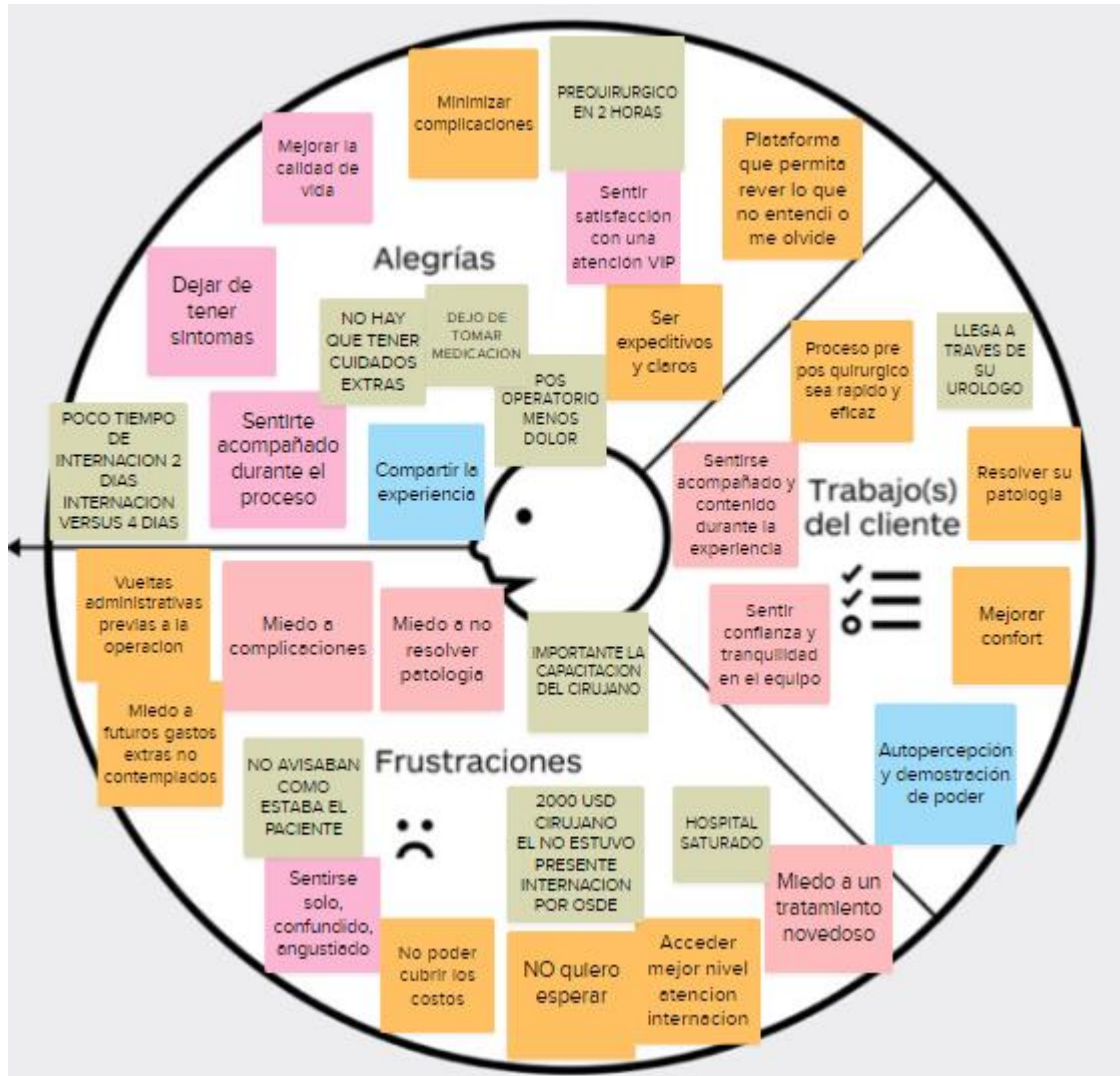 Minimizar
complicaciones
PREQUIRURGICO
EN 2 HORAS
Mejorar la
calidad de
vida
Plataforma
que permita
rever lo que
no entendi o
me olvide
Sentir
satisfacción
con una
atención VIP
Alegrías
Dejar de
tener
sintomas
NO HAY
QUE TENER
CUIDADOS
EXTRAS
DEJO DE
TOMAR
MEDICACION
Ser
expeditivos
y claros
POS
OPERATORIO
MENOS
DOLOR
POCO TIEMPO
DE
INTERNACION 2
DIAS
INTERNACION
VERSUS 4 DIAS
Sentirte
acompañado
durante el
proceso
Compartir la
experiencia
Proceso pre
pos quirurgico
sea rapido y
eficaz
LLEGA A
TRAVES DE
SU
UROLOGO
Sentirse
acompañado y
contenido
durante la
experiencia
Trabajo(s)
del cliente
Resolver su
patologia
Sentir
confianza y
tranquilidad
en el equipo
Mejorar
confort
Autopercepción
y demostración
de poder
Vueltas
administrativas
previas a la
operacion
Miedo a
complicaciones
Miedo a no
resolver
patologia
IMPORTANTE LA
CAPACITACION
DEL CIRUJANO
Miedo a
futuros gastos
extras no
contemplados
Frustraciones
NO AVISABAN
COMO
ESTABA EL
PACIENTE
2000 USD
CIRUJANO
EL NO ESTUVO
PRESENTE
INTERNACION
POR OSDE
HOSPITAL
SATURADO
Sentirse
solo,
confundido,
angustiado
Miedo a un
tratamiento
novedoso
No poder
cubrir los
costos
NO quiero
esperar
Acceder
mejor nivel
atencion
internacion